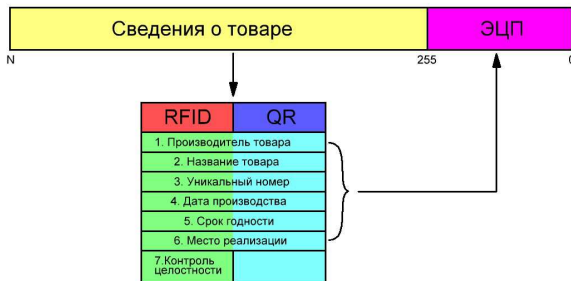 Сведения о товаре ЭЦП
N 255 0
RFID QR
1. Производитель товара
2. Название товара
3. Уникальный номер
4. Дата производства
5. Срок годности
6. Место реализации
7.Контроль
целостности